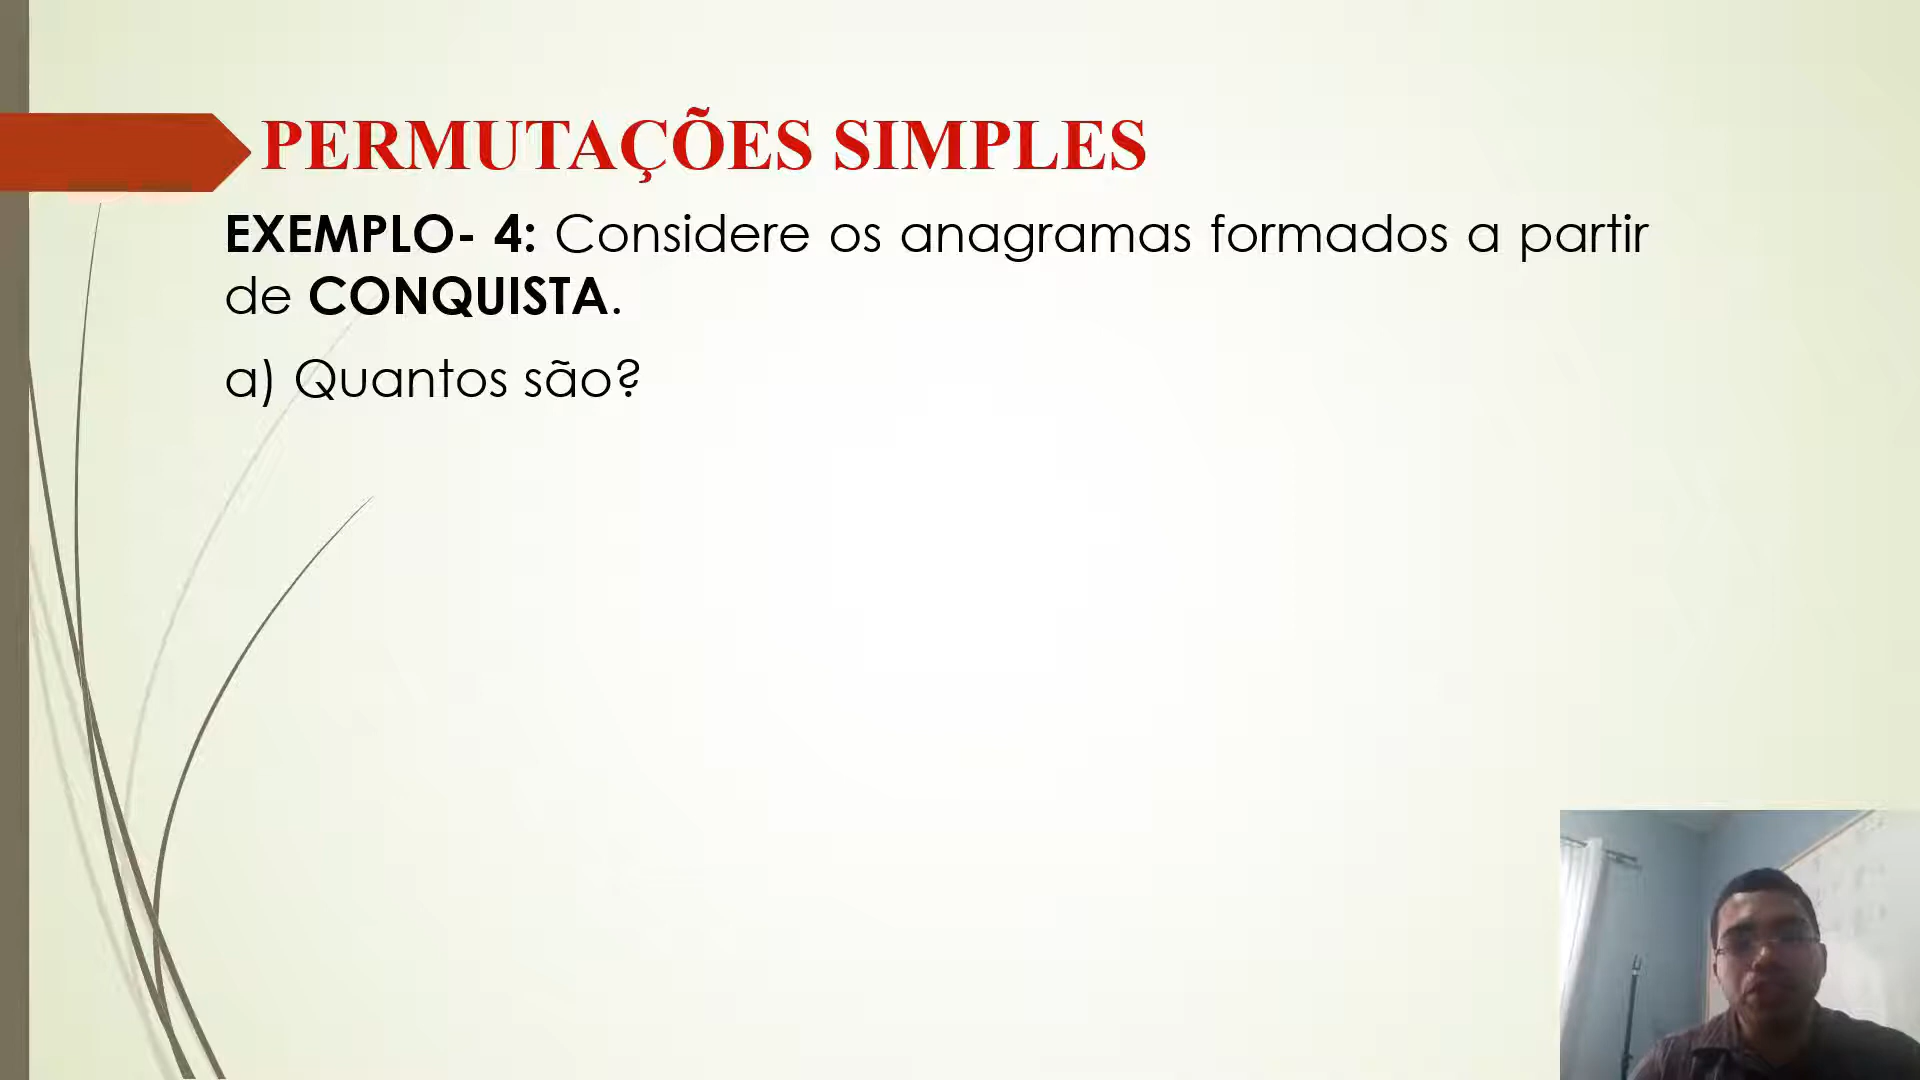 PERMUTAÇÕES SIMPLES
EXEMPLO- 4: Considere os anagramas formados a partir
de CONQUISTA.
a) Quantos são?